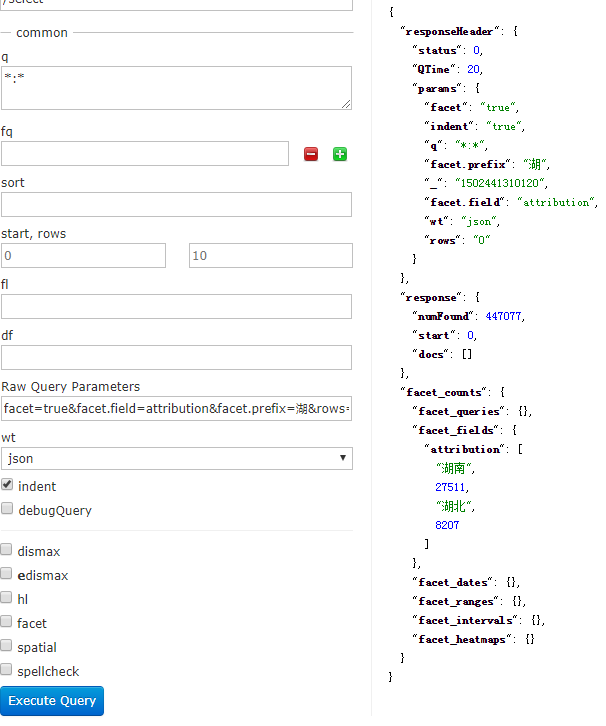 /select
common
q
*:*
fq
sort
start, rows
0
10
fl
df
Raw Query Parameters
facet=true&facet.field=attribution&facet.prefix=湖&rows=
wt
json
indent
debugQuery
dismax
edismax
hl
facet
spatial
spellcheck
Execute Query
{
"responseHeader": {
"status": 0,
"QTime": 20,
"params": {
"facet": "true",
"indent": "true",
"q": "*:*",
"facet.prefix": "湖",
"_": "1502441310120",
"facet.field": "attribution",
"wt": "json",
"rows": "0"
}
},
"response": {
"numFound": 447077,
"start": 0,
"docs": []
},
"facet_counts": {
"facet_queries": {},
"facet_fields": {
"attribution": [
"湖南",
27511,
"湖北",
8207
]
},
"facet_dates": {},
"facet_ranges": {},
"facet_intervals": {},
"facet_heatmaps": {}
}
}